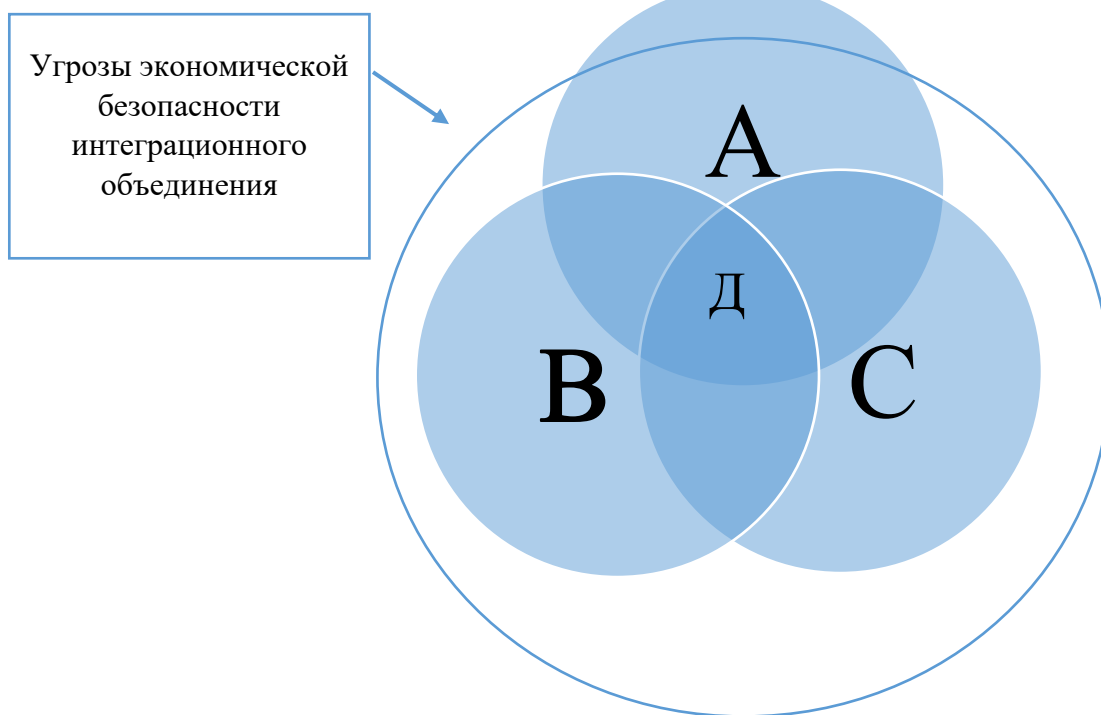 Угрозы экономической
безопасности
интеграционного
объединения
А
Д
В
С